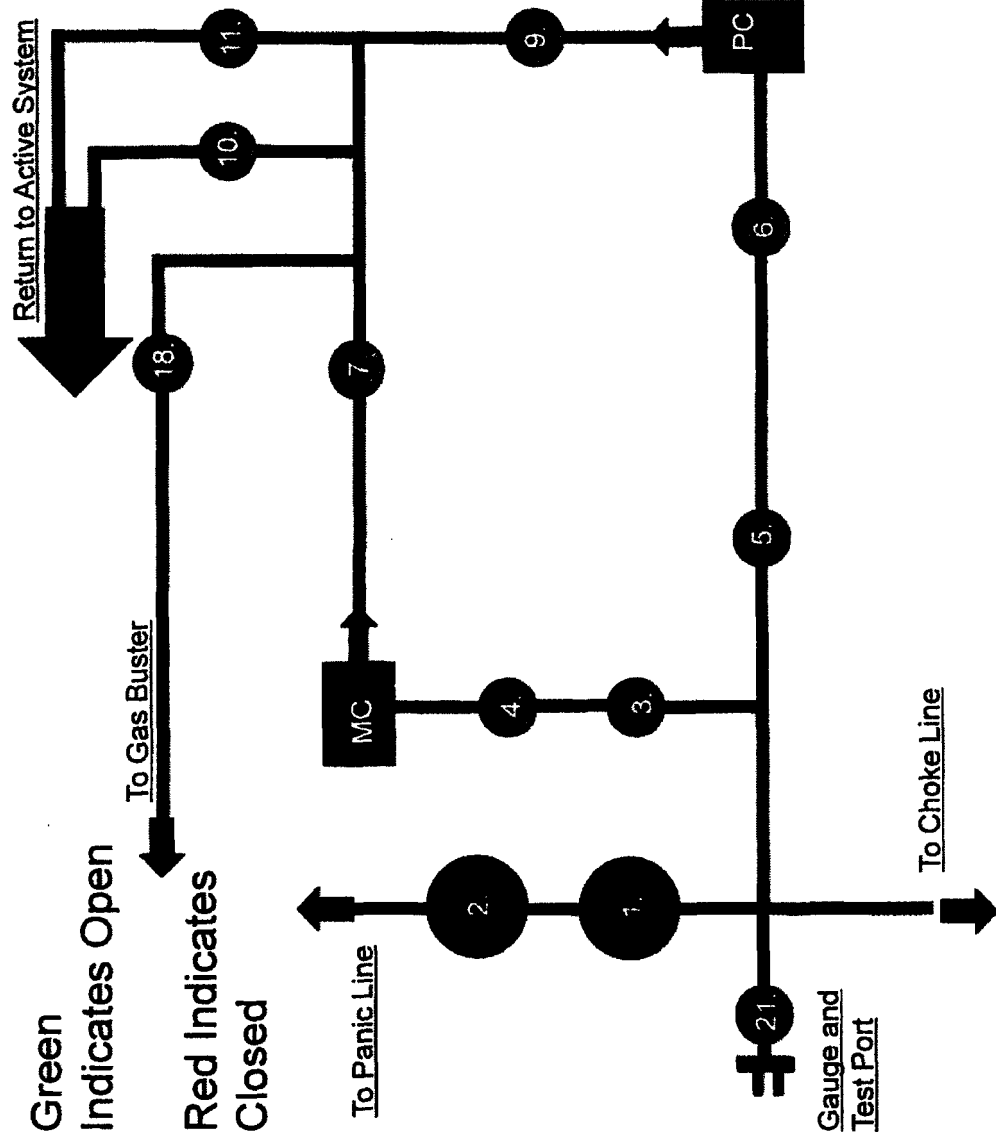 Green
Indicates Open
Red Indicates
Closed
To Gas Buster
Return to Active System
18.
10.
11.
7.
9.
MC
PC
To Panic Line
2.
1.
4.
3.
5.
6.
21.
Gauge and
Test Port
To Choke Line